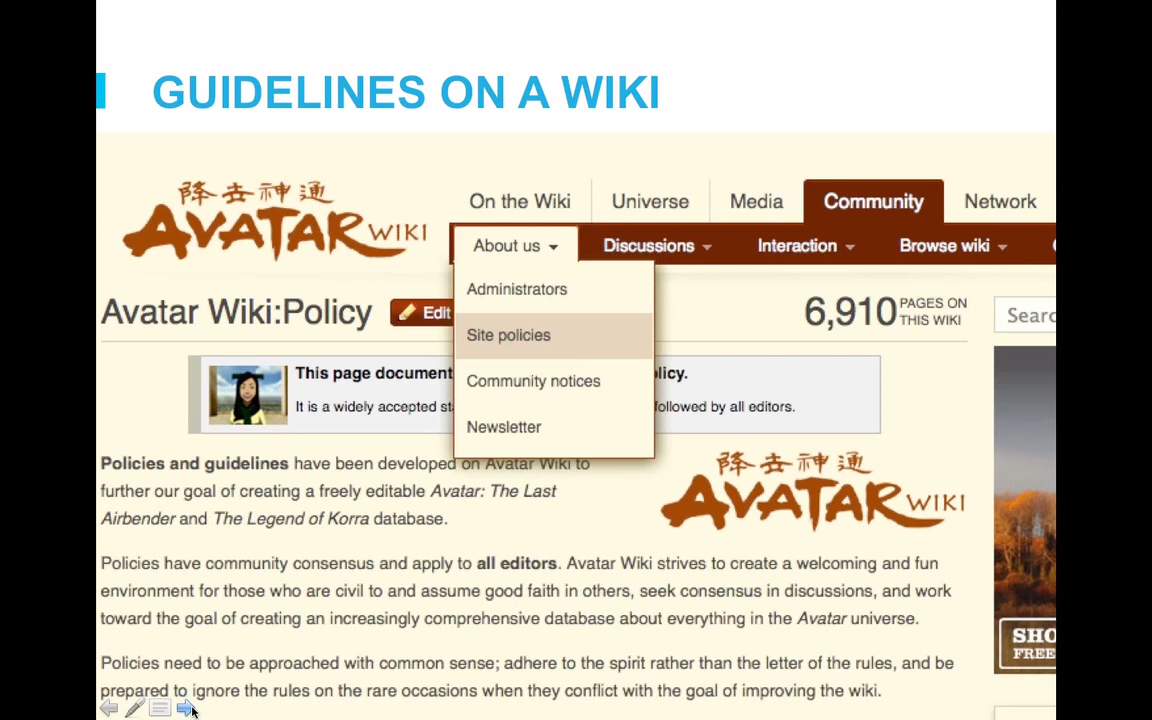 GUIDELINES ON A WIKI
降去神通
AVATAR WIKI
On the Wiki
Universe
Media
Community
Network
About us
Discussions
Interaction
Browse wiki
Administrators
Site policies
Community notices
Newsletter
Avatar Wiki:Policy
Edit
6,910 PAGES ON
THIS WIKI
Sear
This page document
licy.
It is a widely accepted
followed by all editors.
Policies and guidelines have been developed on Avatar Wiki to
further our goal of creating a freely editable Avatar: The Last
Airbender and The Legend of Korra database.
降去神通
AVATAR WIKI
Policies have community consensus and apply to all editors. Avatar Wiki strives to create a welcoming and fun
environment for those who are civil to and assume good faith in others, seek consensus in discussions, and work
toward the goal of creating an increasingly comprehensive database about everything in the Avatar universe.
SHO
FREE
Policies need to be approached with common sense; adhere to the spirit rather than the letter of the rules, and be
prepared to ignore the rules on the rare occasions when they conflict with the goal of improving the wiki.